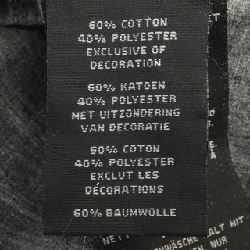 60% COTTON
40% POLYESTER
EXCLUSIVE OF
DECORATION
60% KATOEN
40% POLYESTER
MET UITZONDERING
VAN DECORATIE
60% COTON
40% POLYESTER
EXCLUT LES
DÉCORATIONS
60% BAUMWOLLE